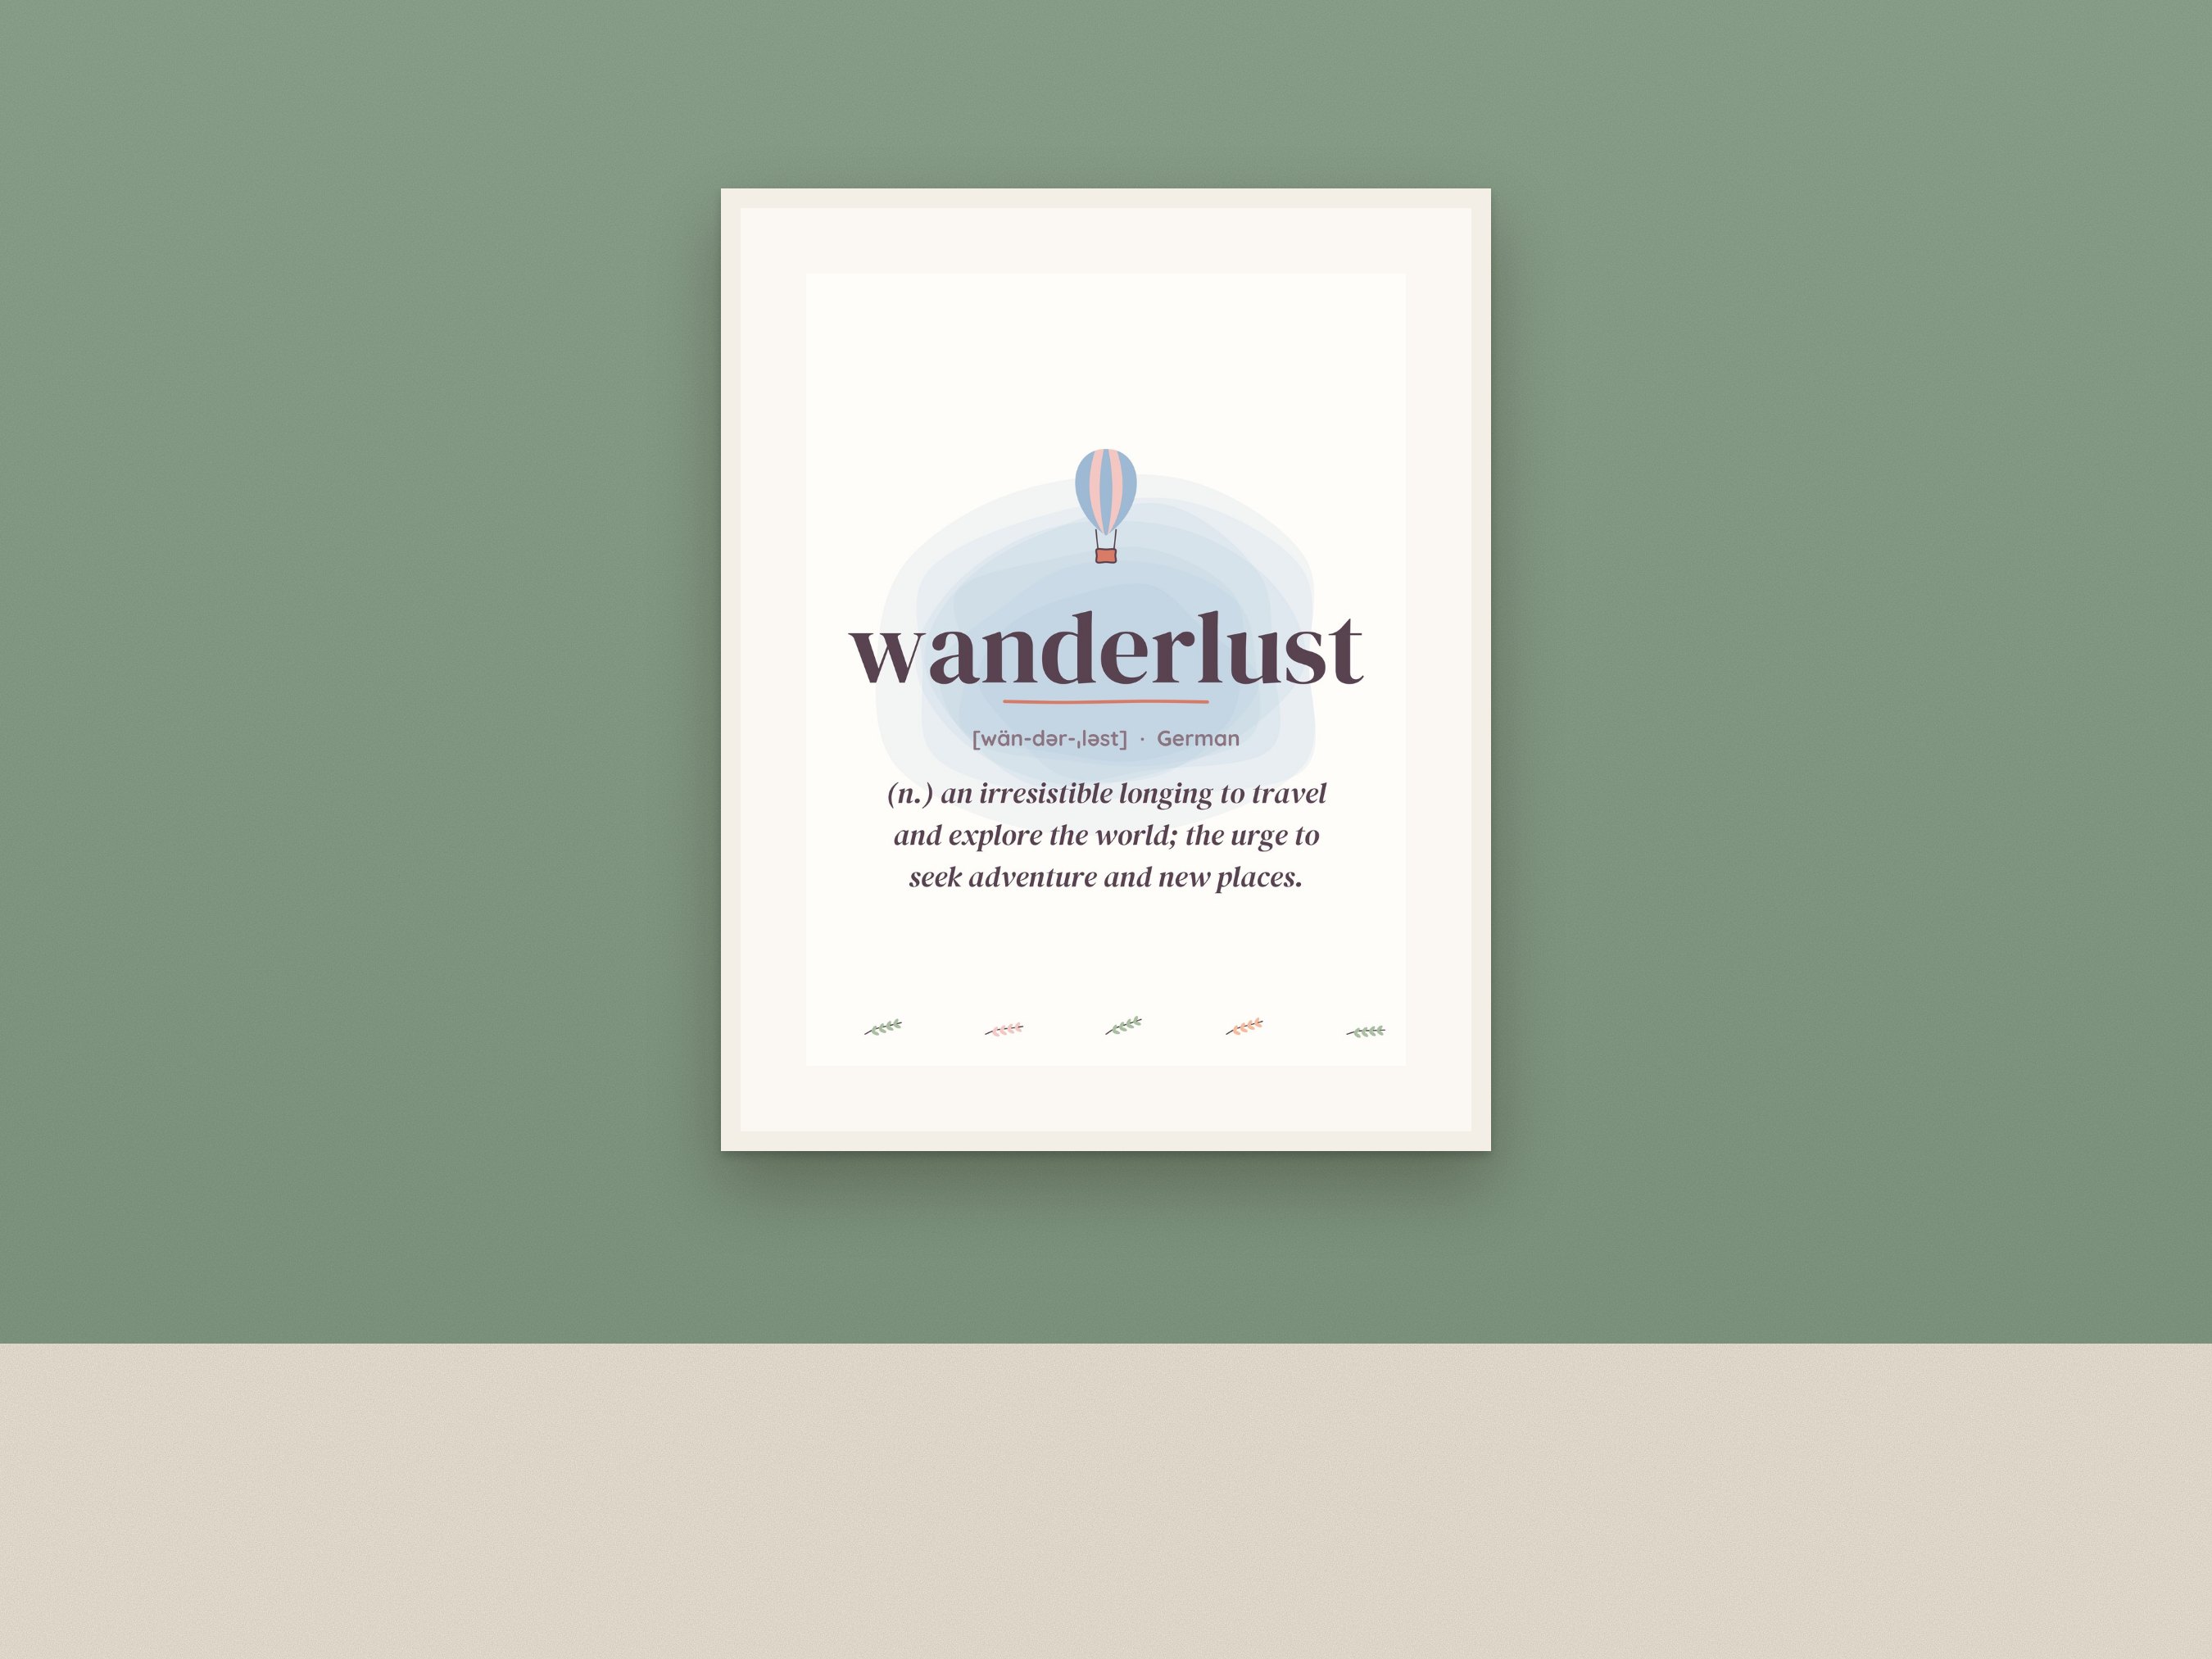 wanderlust
[wän-dər-ˌləst] · German
(n.) an irresistible longing to travel
and explore the world; the urge to
seek adventure and new places.